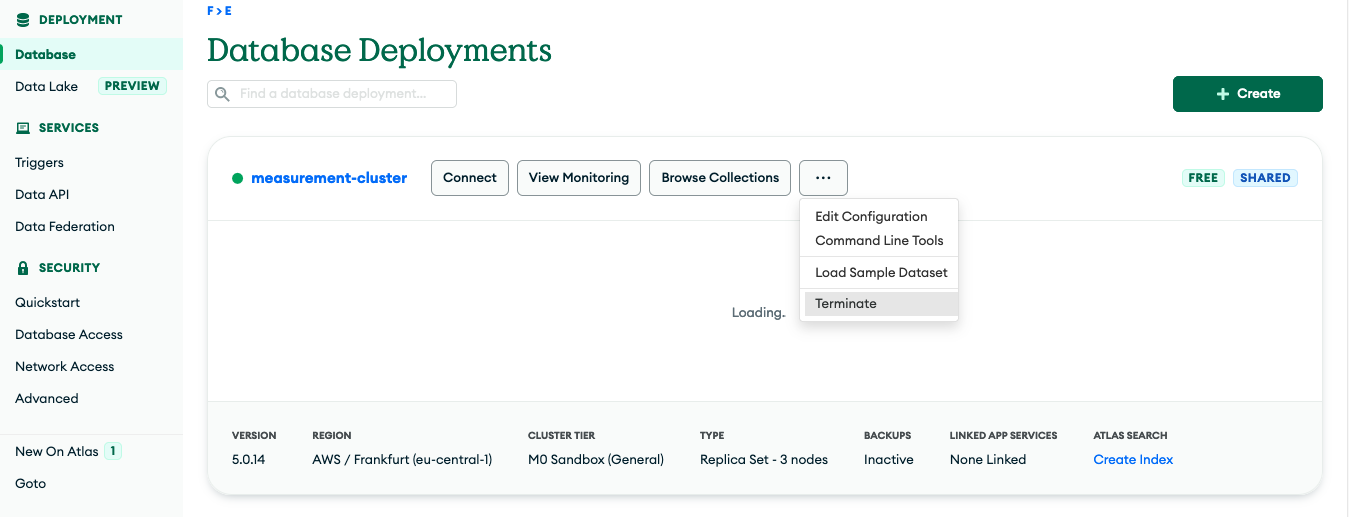 DEPLOYMENT
Database
Data Lake PREVIEW
SERVICES
Triggers
Data API
Data Federation
SECURITY
Quickstart
Database Access
Network Access
Advanced
New On Atlas 1
Goto
F > E
Database Deployments
Find a database deployment...
+ Create
measurement-cluster Connect View Monitoring Browse Collections ... FREE SHARED
Edit Configuration
Command Line Tools
Load Sample Dataset
Terminate
Loading.
VERSION REGION CLUSTER TIER TYPE BACKUPS LINKED APP SERVICES ATLAS SEARCH
5.0.14 AWS / Frankfurt (eu-central-1) M0 Sandbox (General) Replica Set - 3 nodes Inactive None Linked Create Index